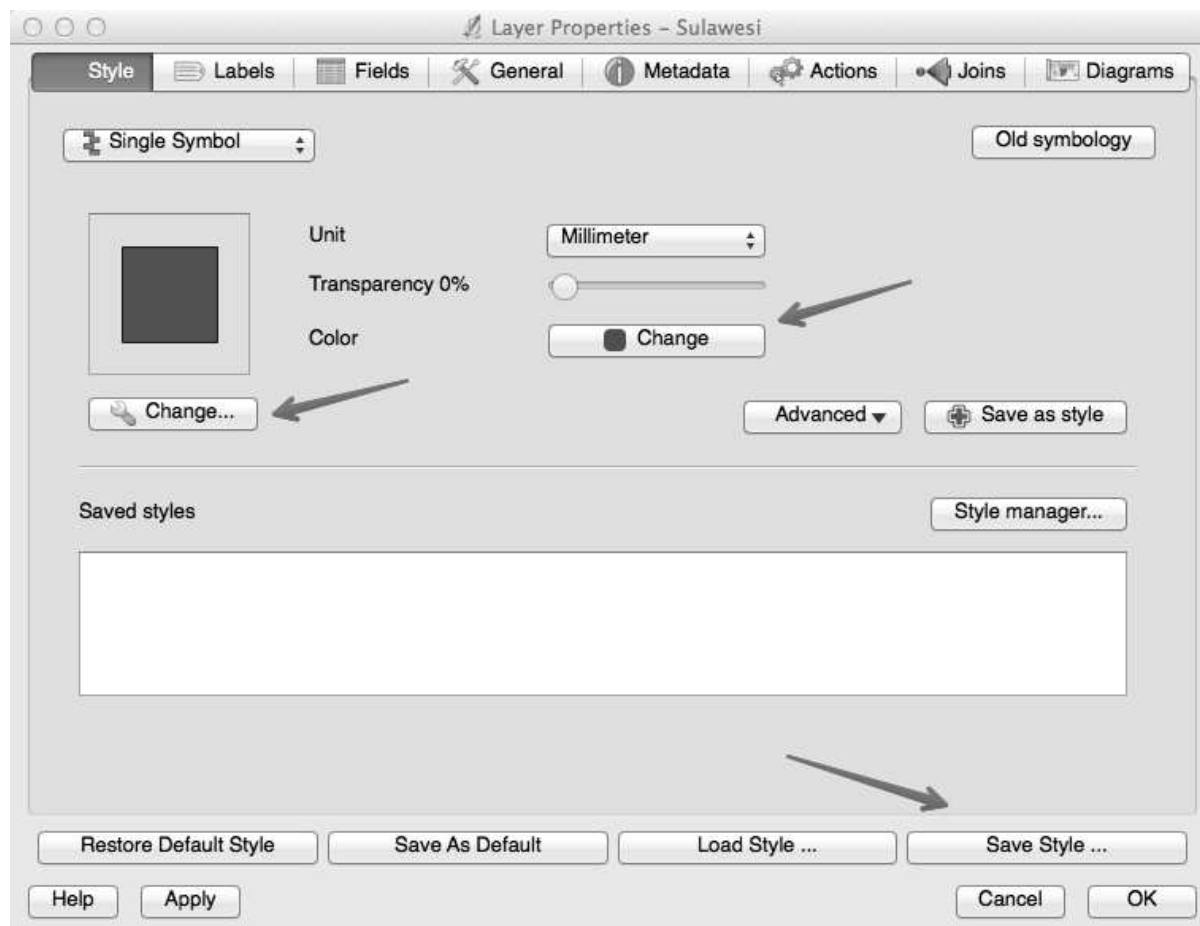 Layer Properties – Sulawesi
Style Labels Fields General Metadata Actions Joins Diagrams
Single Symbol Old symbology
Unit Millimeter
Transparency 0%
Color Change
Change... Advanced Save as style
Saved styles Style manager...
Restore Default Style Save As Default Load Style ... Save Style ...
Help Apply Cancel OK